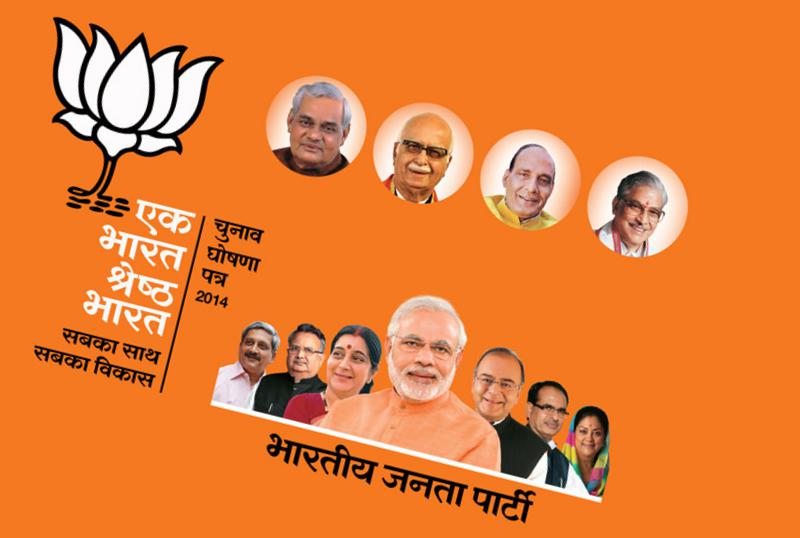 एक
भारत
श्रेष्ठ
भारत
सबका साथ
सबका विकास
चुनाव
घोषणा
पत्र
2014
भारतीय जनता पार्टी